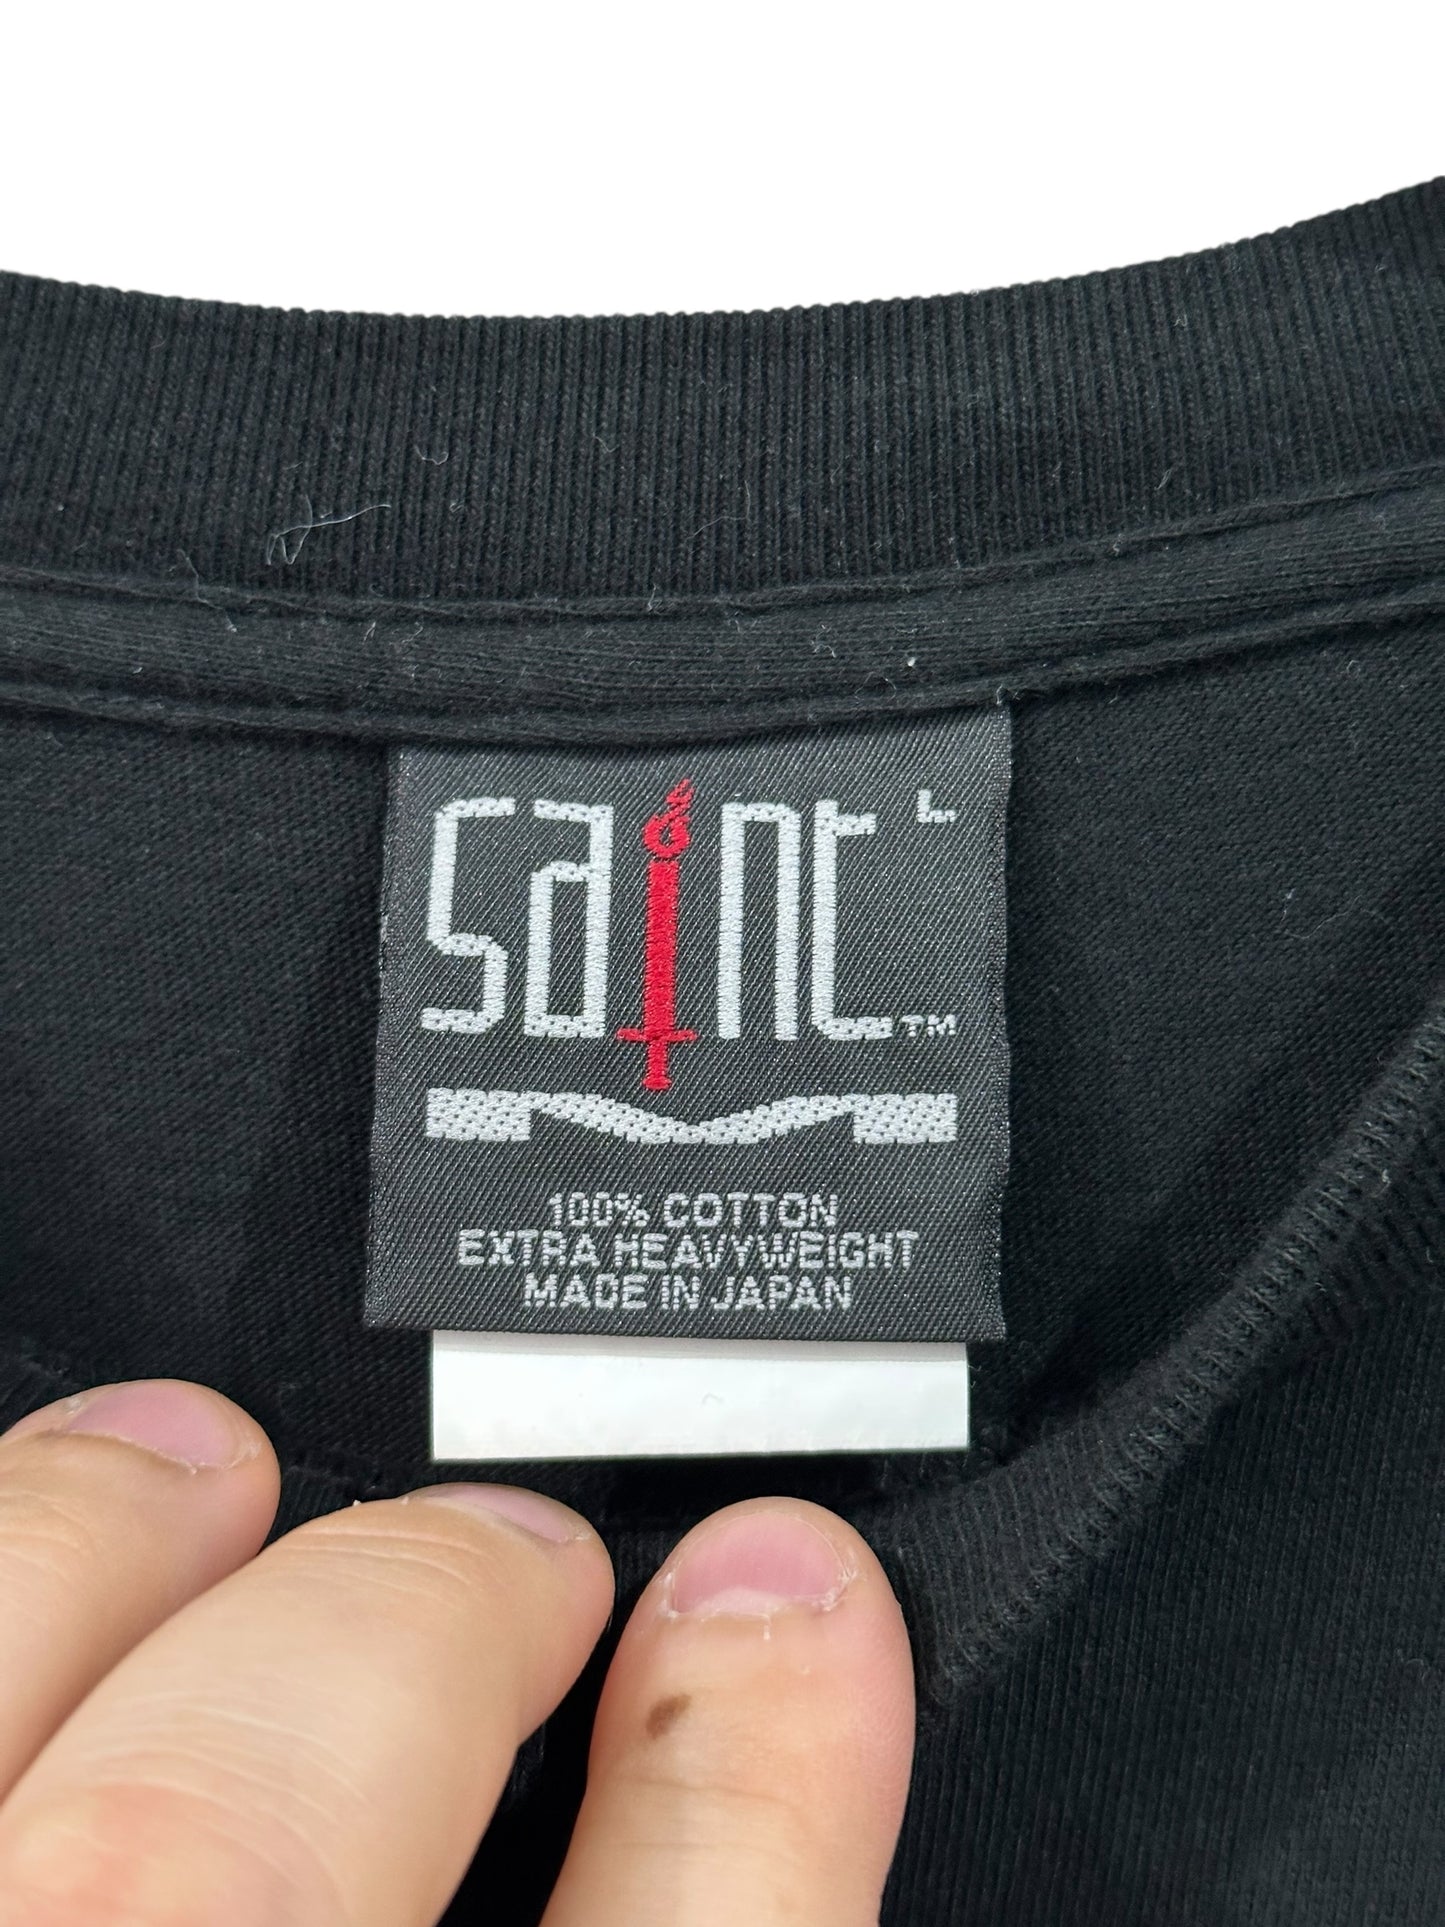 saint L
TM
100% COTTON
EXTRA HEAVYWEIGHT
MADE IN JAPAN